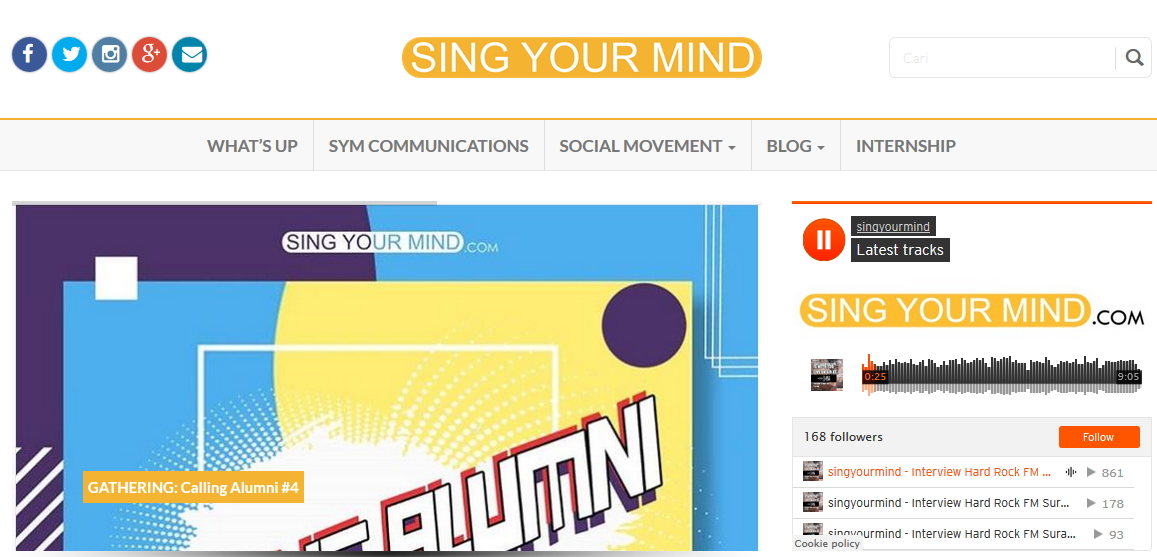 SING YOUR MIND
Cari
WHAT'S UP
SYM COMMUNICATIONS
SOCIAL MOVEMENT
BLOG
INTERNSHIP
SING YOUR MIND.COM
ALUMNI
GATHERING: Calling Alumni #4
singyourmind
Latest tracks
SING YOUR MIND.COM
0:25
9:05
168 followers
Follow
singyourmind - Interview Hard Rock FM ... 861
singyourmind - Interview Hard Rock FM Sur... 178
singyourmind - Interview Hard Rock FM Sura... 93
Cookie policy